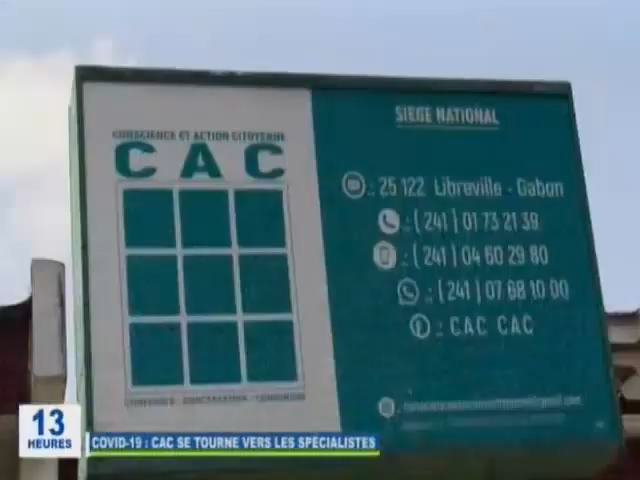 CONSCIENCE ET ACTION CITOYENNE
CAC
SIEGE NATIONAL
: 25 122 Libreville - Gabon
: (241) 01 73 21 39
: (241) 04 60 29 80
: (241) 07 68 10 00
: CAC CAC
13
HEURES
COVID-19 : CAC SE TOURNE VERS LES SPÉCIALISTES